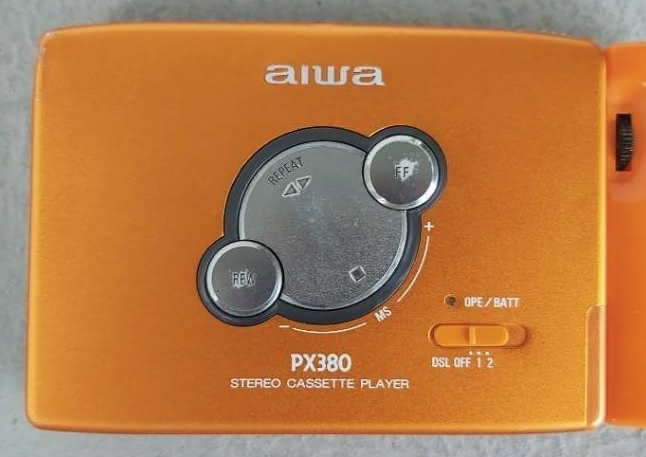 aiwa
REPEAT
FF
REW
+
MS
−
OPE/BATT
DSL OFF 1 2
PX380
STEREO CASSETTE PLAYER